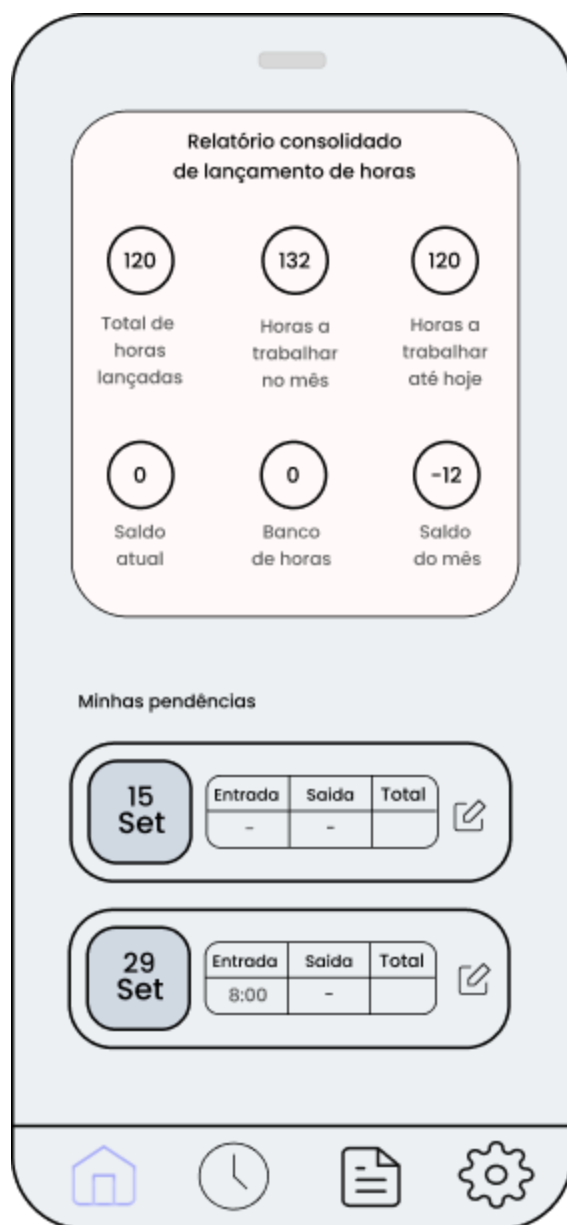 Relatório consolidado
de lançamento de horas
120
132
120
Total de
horas
lançadas
Horas a
trabalhar
no mês
Horas a
trabalhar
até hoje
0
0
-12
Saldo
atual
Banco
de horas
Saldo
do mês
Minhas pendências
15
Set
Entrada Saida Total
- -
29
Set
Entrada Saida Total
8:00 -